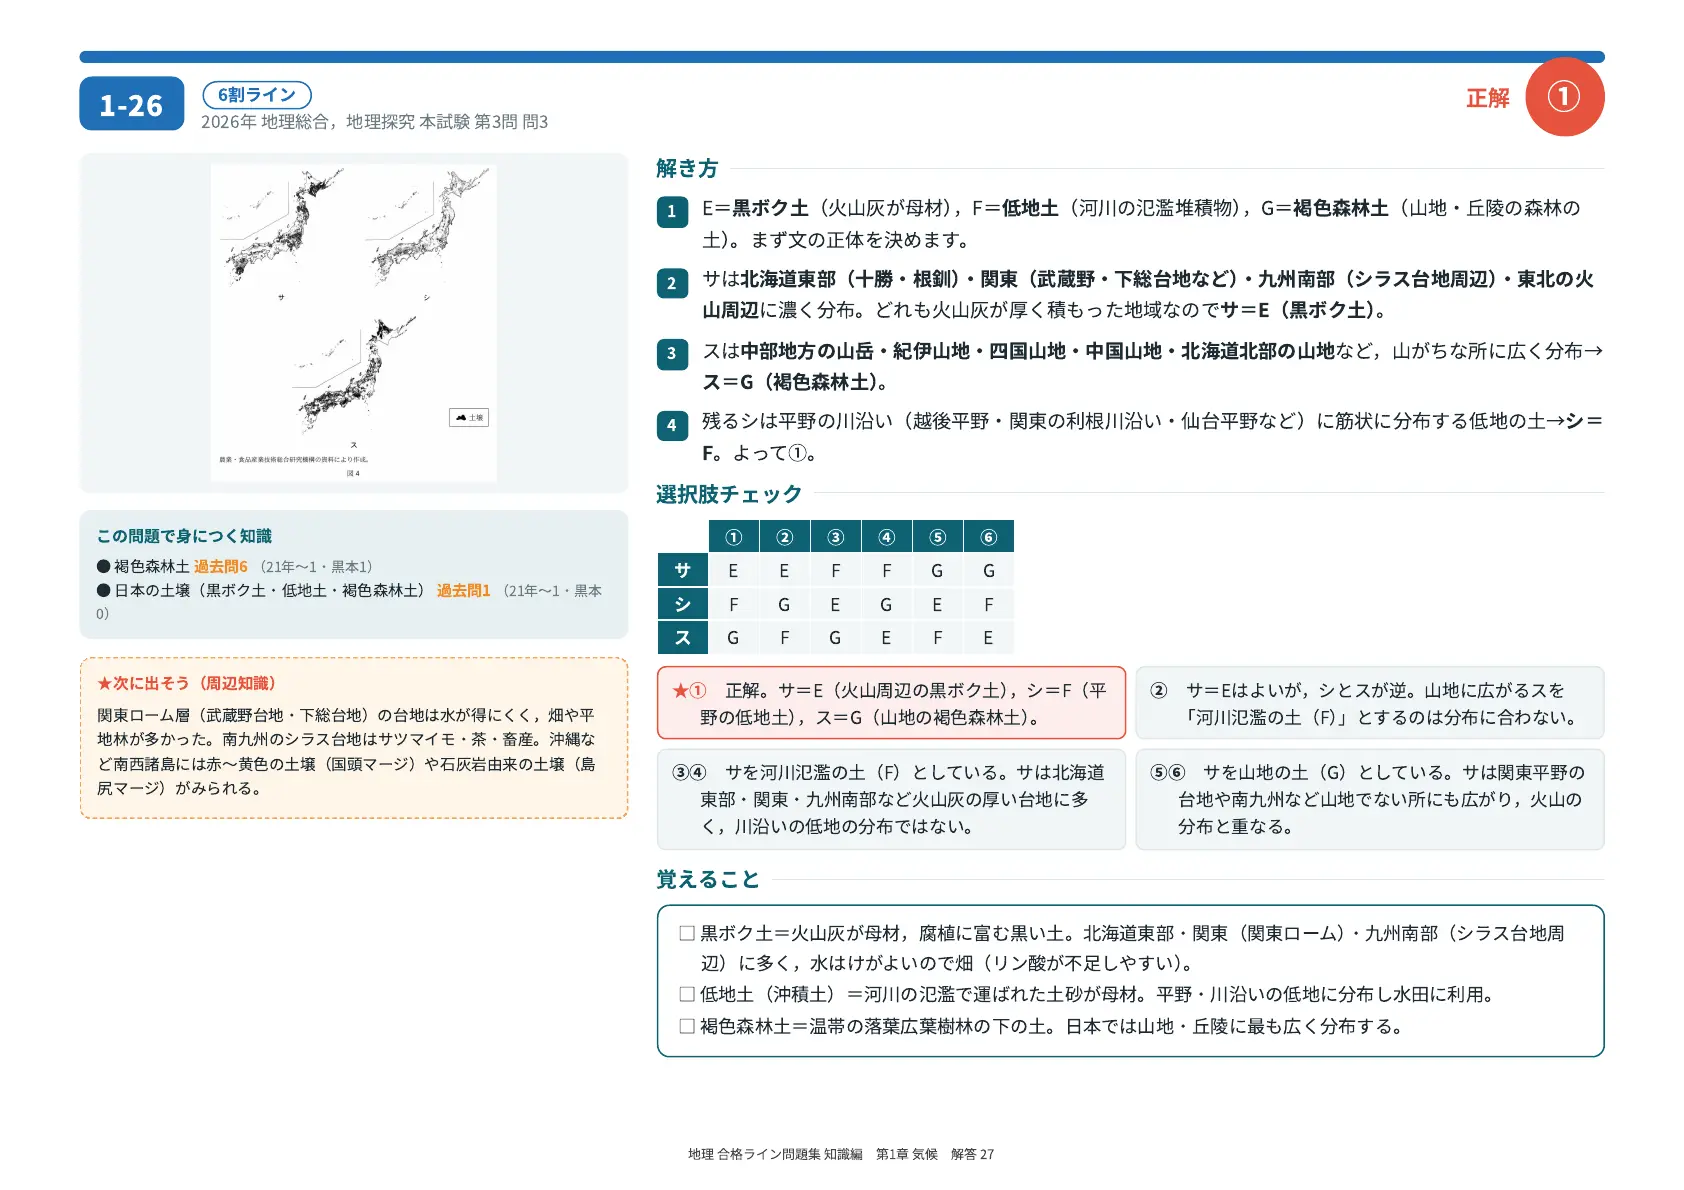 1-26
6割ライン
2026年 地理総合，地理探究 本試験 第3問 問3
正解 ①
サ
シ
ス
土壌
農業・食品産業技術総合研究機構の資料により作成。
図4
この問題で身につく知識
● 褐色森林土 過去問6 （21年〜1・黒本1）
● 日本の土壌（黒ボク土・低地土・褐色森林土） 過去問1 （21年〜1・黒本
0）
★次に出そう（周辺知識）
関東ローム層（武蔵野台地・下総台地）の台地は水が得にくく，畑や平
地林が多かった。南九州のシラス台地はサツマイモ・茶・畜産。沖縄な
ど南西諸島には赤〜黄色の土壌（国頭マージ）や石灰岩由来の土壌（島
尻マージ）がみられる。
解き方
1 E＝黒ボク土（火山灰が母材），F＝低地土（河川の氾濫堆積物），G＝褐色森林土（山地・丘陵の森林の
土）。まず文の正体を決めます。
2 サは北海道東部（十勝・根釧）・関東（武蔵野・下総台地など）・九州南部（シラス台地周辺）・東北の火
山周辺に濃く分布。どれも火山灰が厚く積もった地域なのでサ＝E（黒ボク土）。
3 スは中部地方の山岳・紀伊山地・四国山地・中国山地・北海道北部の山地など，山がちな所に広く分布→
ス＝G（褐色森林土）。
4 残るシは平野の川沿い（越後平野・関東の利根川沿い・仙台平野など）に筋状に分布する低地の土→シ＝
F。よって①。
選択肢チェック
① ② ③ ④ ⑤ ⑥
サ E E F F G G
シ F G E G E F
ス G F G E F E
★① 正解。サ＝E（火山周辺の黒ボク土），シ＝F（平
野の低地土），ス＝G（山地の褐色森林土）。
② サ＝Eはよいが，シとスが逆。山地に広がるスを
「河川氾濫の土（F）」とするのは分布に合わない。
③④ サを河川氾濫の土（F）としている。サは北海道
東部・関東・九州南部など火山灰の厚い台地に多
く，川沿いの低地の分布ではない。
⑤⑥ サを山地の土（G）としている。サは関東平野の
台地や南九州など山地でない所にも広がり，火山の
分布と重なる。
覚えること
□ 黒ボク土＝火山灰が母材，腐植に富む黒い土。北海道東部・関東（関東ローム）・九州南部（シラス台地周
辺）に多く，水はけがよいので畑（リン酸が不足しやすい）。
□ 低地土（沖積土）＝河川の氾濫で運ばれた土砂が母材。平野・川沿いの低地に分布し水田に利用。
□ 褐色森林土＝温帯の落葉広葉樹林の下の土。日本では山地・丘陵に最も広く分布する。
地理 合格ライン問題集 知識編 第1章 気候 解答 27